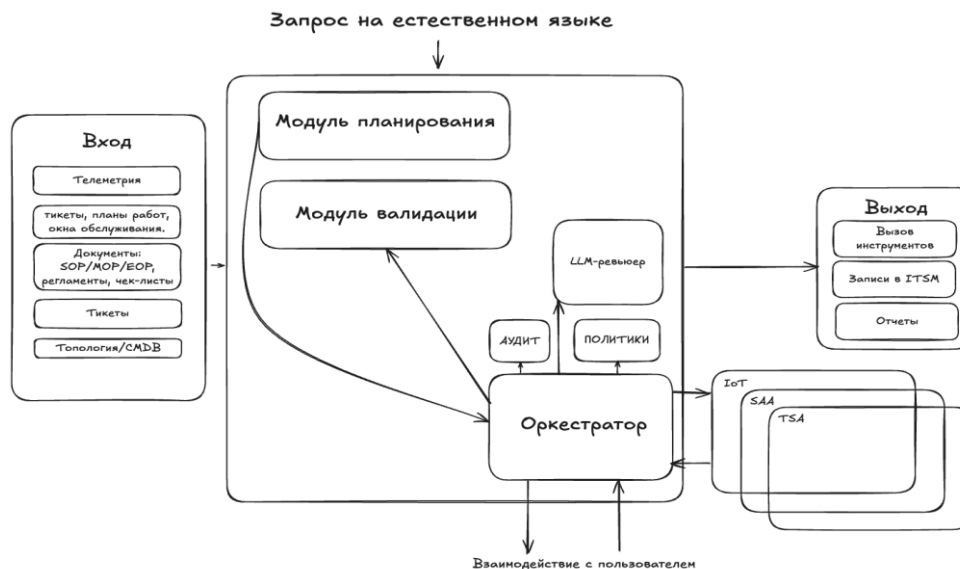 Запрос на естественном языке
Вход
Телеметрия
тикеты, планы работ,
окна обслуживания.
Документы:
SOP/MOP/EOP,
регламенты, чек-листы
Тикеты
Топология/CMDB
Модуль планирования
Модуль валидации
LLM-ревьюер
АУДИТ
ПОЛИТИКИ
Оркестратор
Выход
Вызов
инструментов
Записи в ITSM
Отчеты
IoT
SAA
TSA
Взаимодействие с пользователем